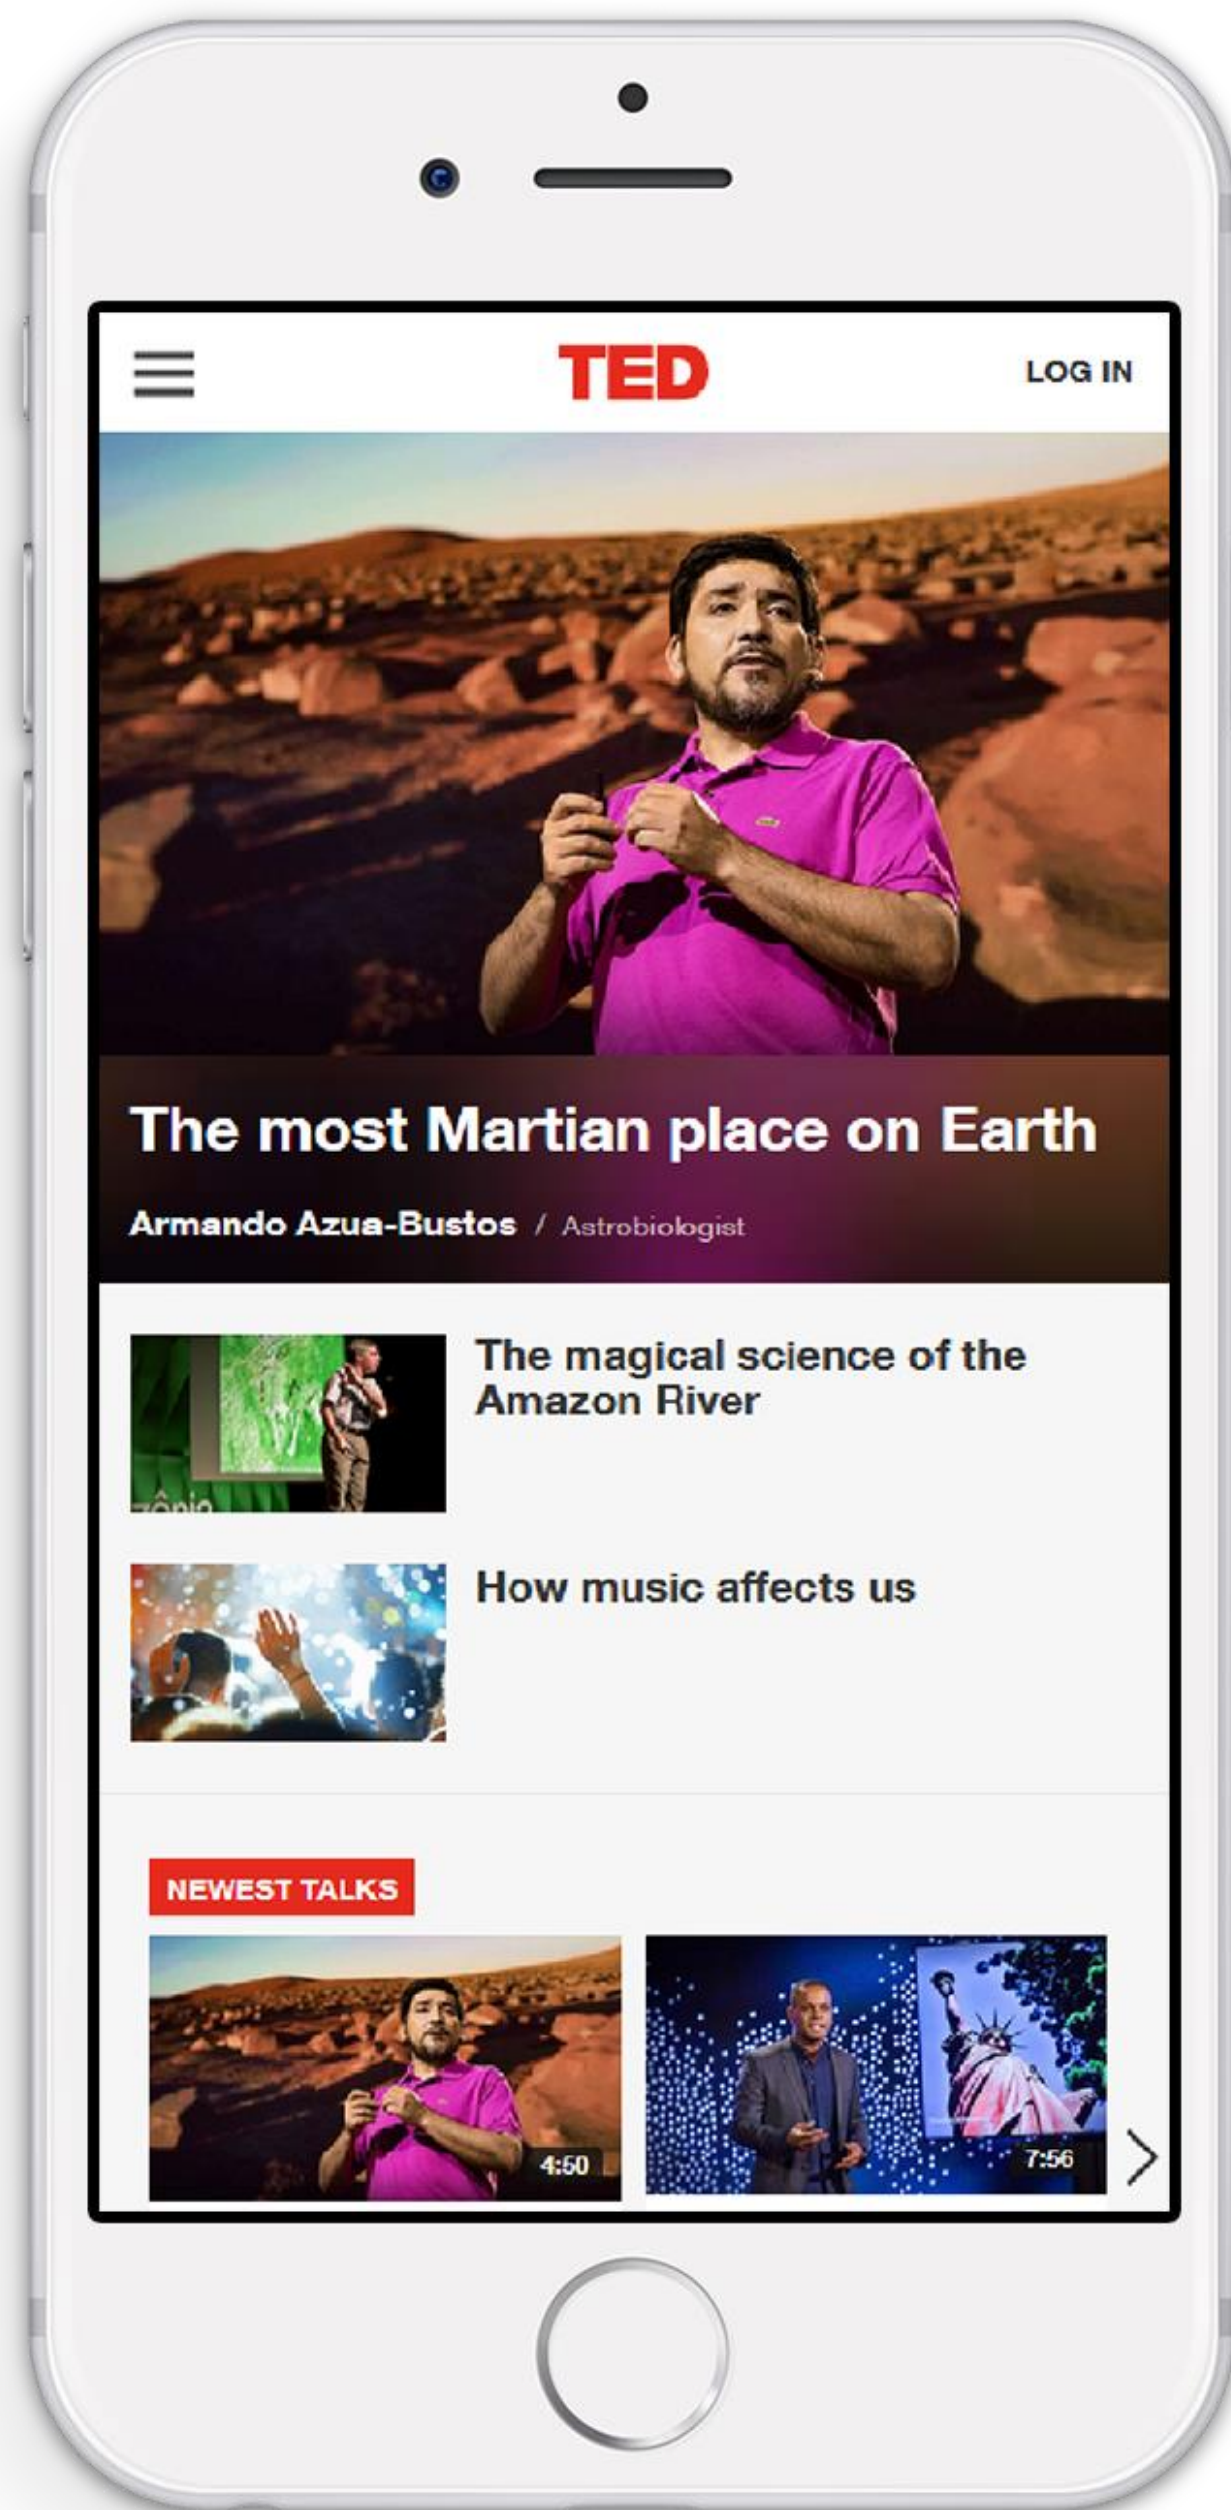 TED
LOG IN
The most Martian place on Earth
Armando Azua-Bustos / Astrobiologist
The magical science of the
Amazon River
zônia
How music affects us
NEWEST TALKS
4:50
7:56